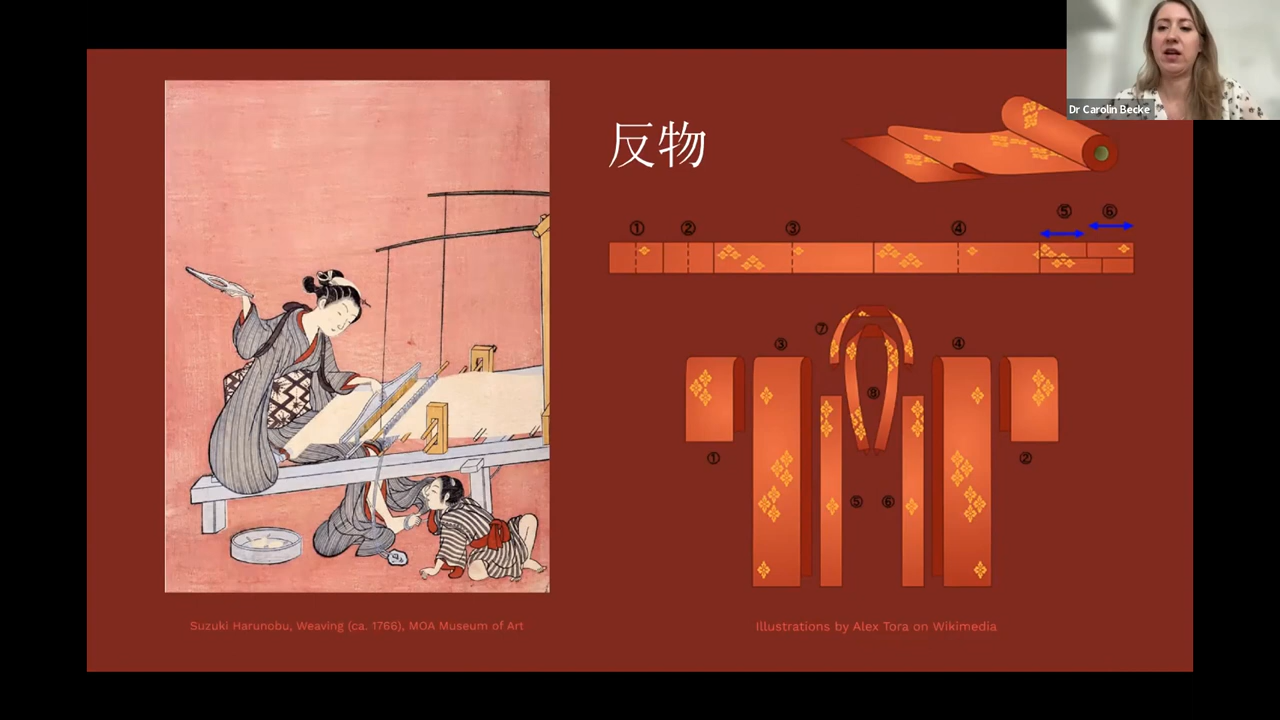 Dr Carolin Becke
反物
⑤ ⑥
① ② ③ ④
⑦
③ ④
⑧
① ②
⑤ ⑥
Suzuki Harunobu, Weaving (ca. 1766), MOA Museum of Art
Illustrations by Alex Tora on Wikimedia